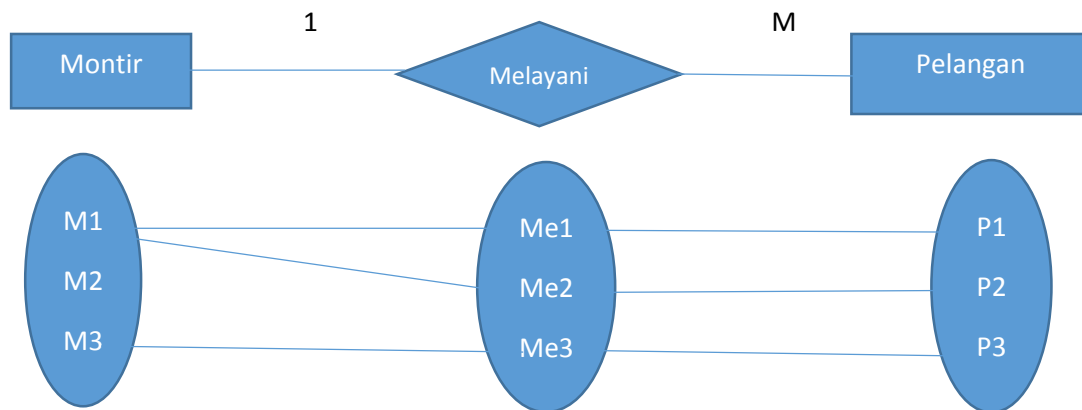 1
M
Montir
Melayani
Pelangan
M1
Me1
P1
M2
Me2
P2
M3
Me3
P3